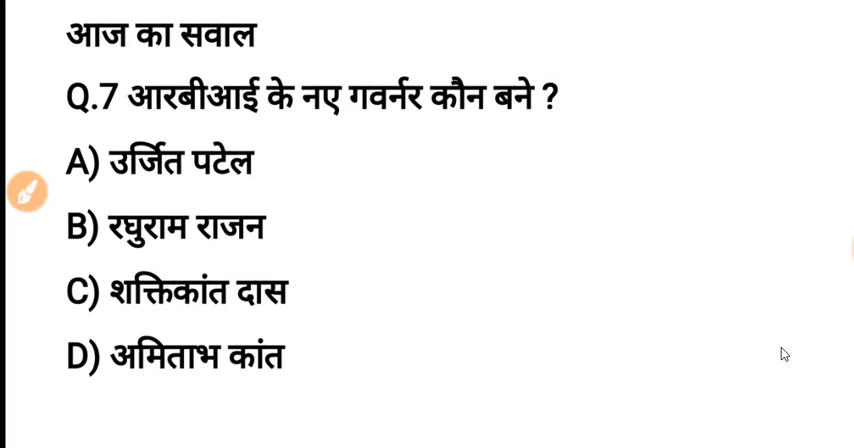 आज का सवाल
Q.7 आरबीआई के नए गवर्नर कौन बने ?
A) उर्जित पटेल
B) रघुराम राजन
C) शक्तिकांत दास
D) अमिताभ कांत